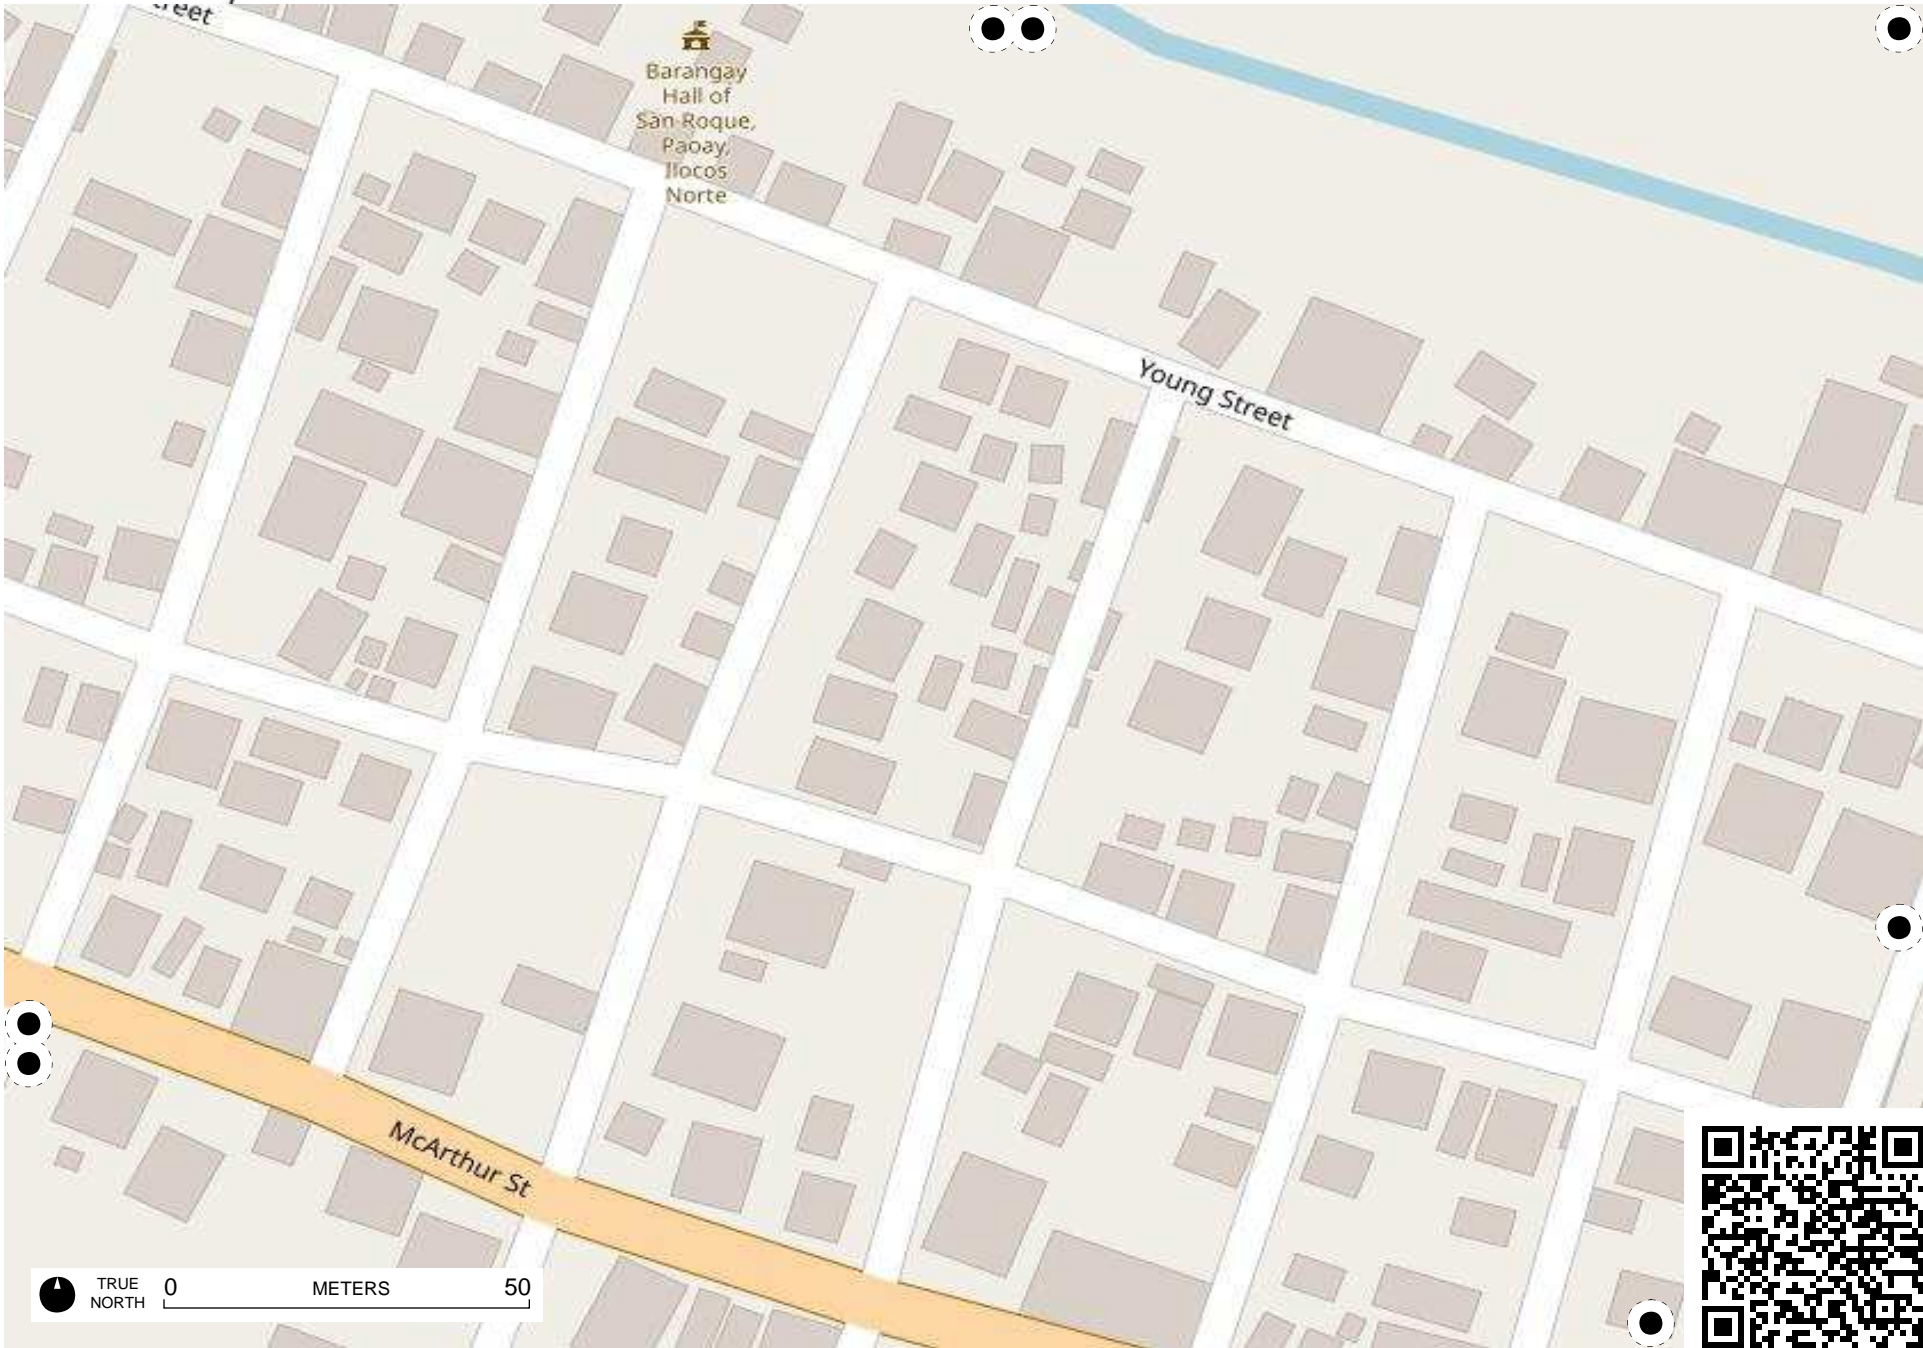 Barangay
Hall of
San Roque,
Paoay,
Ilocos
Norte
Young Street
McArthur St
TRUE
NORTH
0
METERS
50